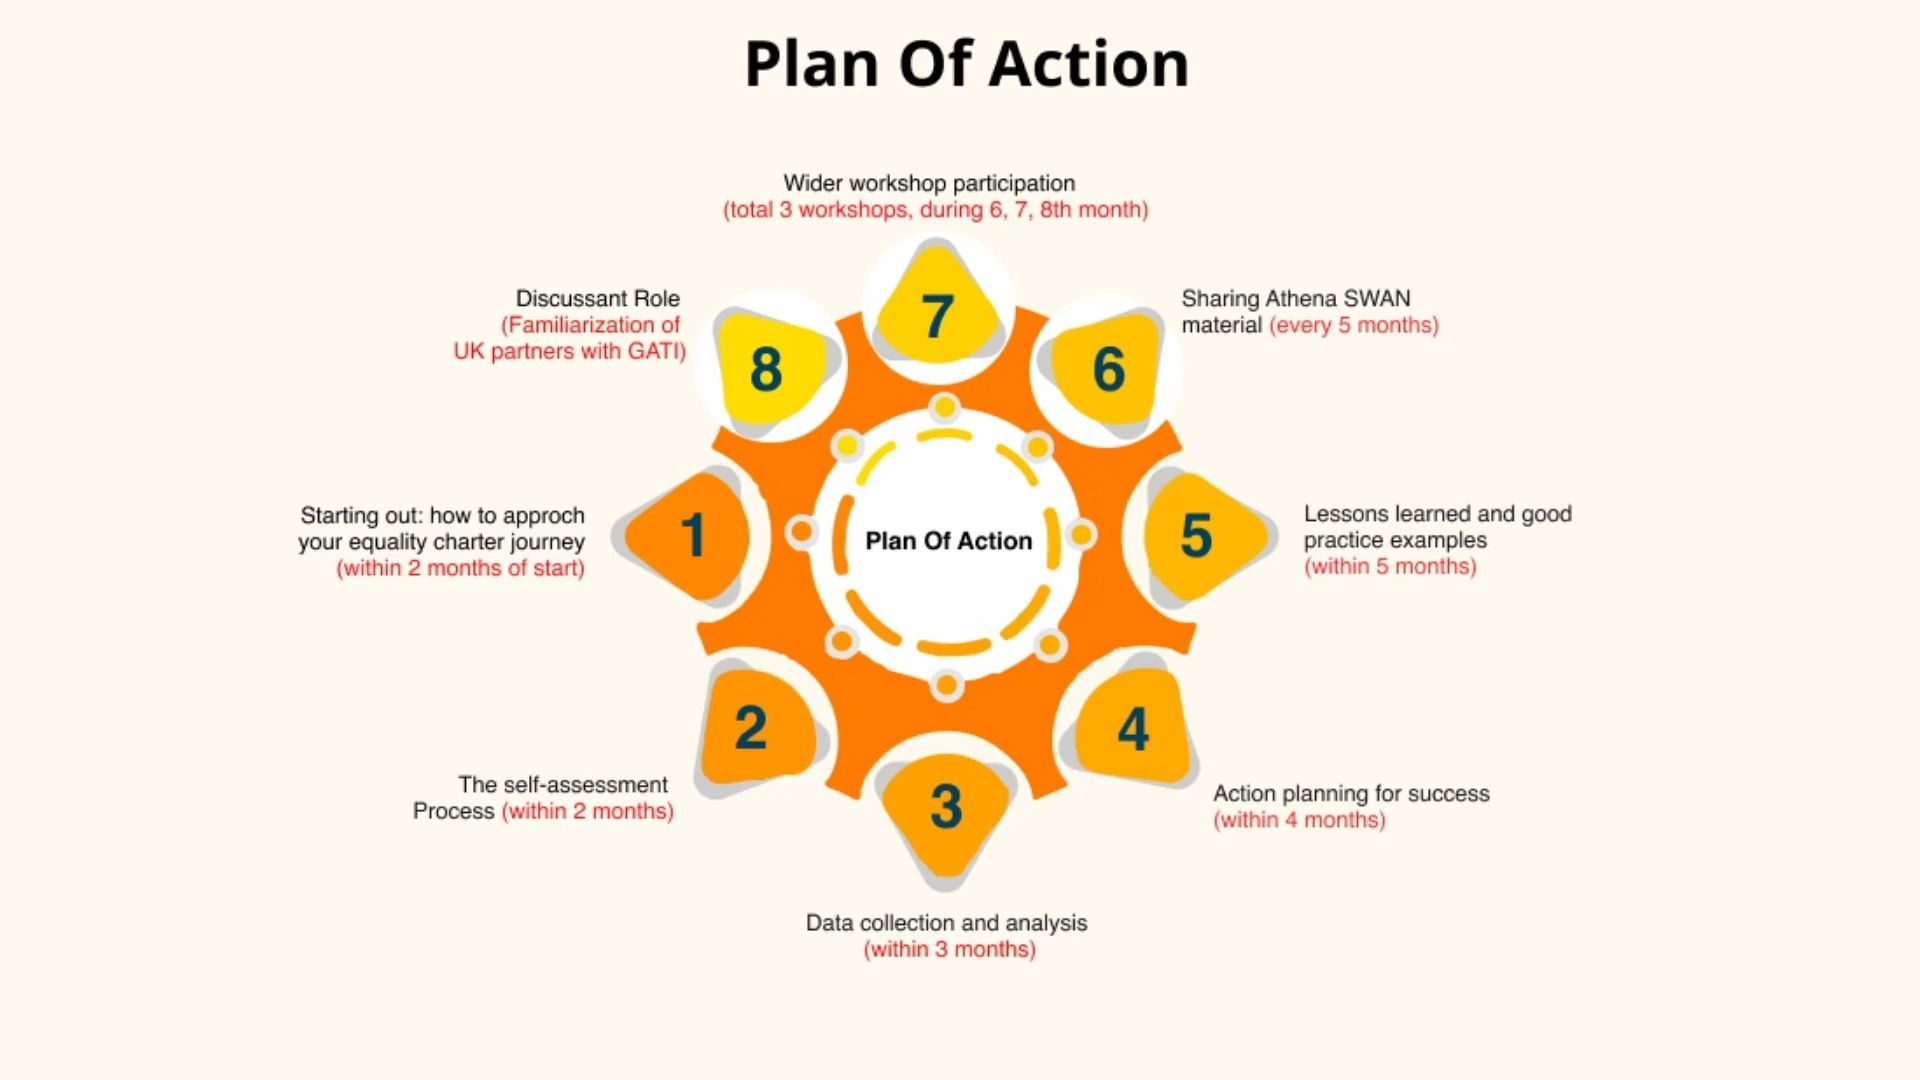 Plan Of Action
Wider workshop participation
(total 3 workshops, during 6, 7, 8th month)
7
Discussant Role
(Familiarization of
UK partners with GATI)
8
Sharing Athena SWAN
material (every 5 months)
6
Starting out: how to approch
your equality charter journey
(within 2 months of start)
1
Plan Of Action
5
Lessons learned and good
practice examples
(within 5 months)
2
The self-assessment
Process (within 2 months)
4
Action planning for success
(within 4 months)
3
Data collection and analysis
(within 3 months)